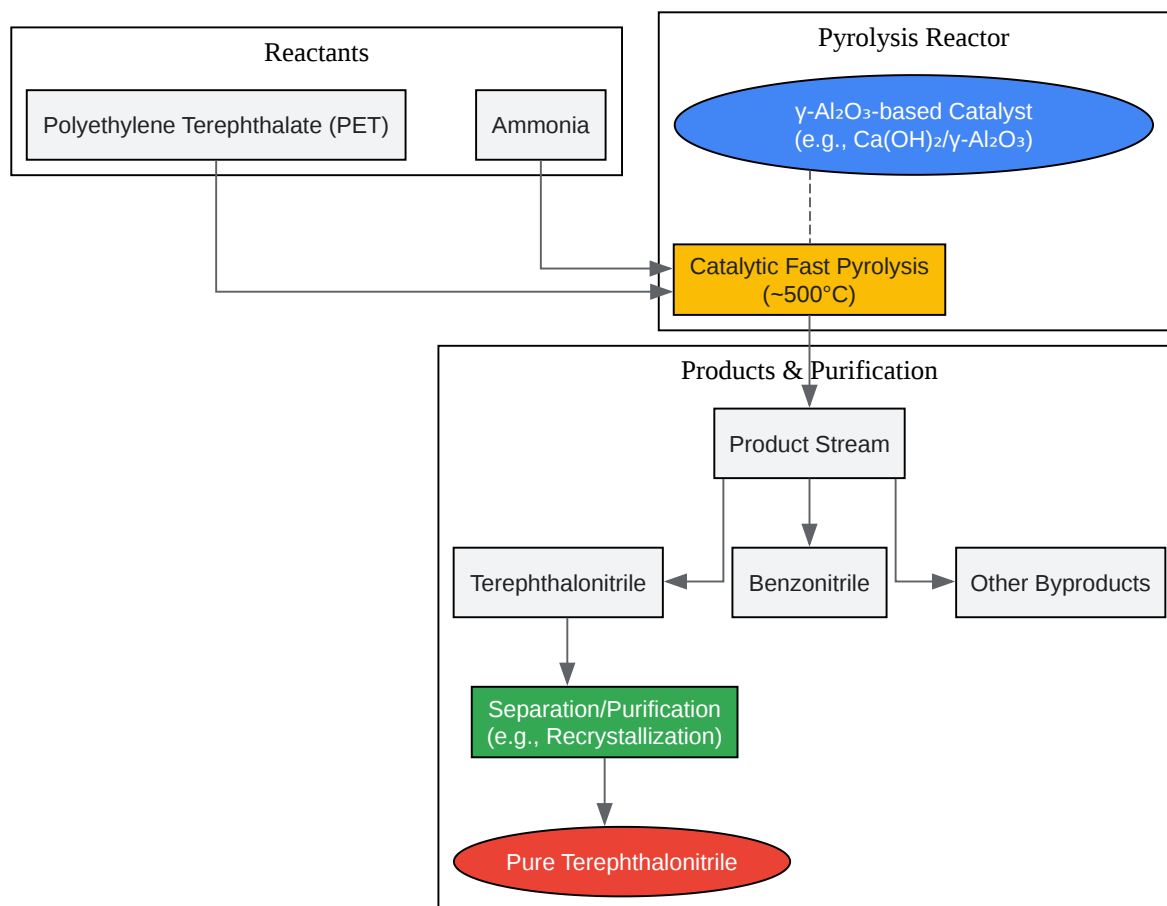 Reactants
Polyethylene Terephthalate (PET)
Ammonia
Pyrolysis Reactor
γ-Al₂O₃-based Catalyst
(e.g., Ca(OH)₂/γ-Al₂O₃)
Catalytic Fast Pyrolysis
(~500°C)
Products & Purification
Product Stream
Terephthalonitrile
Benzonitrile
Other Byproducts
Separation/Purification
(e.g., Recrystallization)
Pure Terephthalonitrile